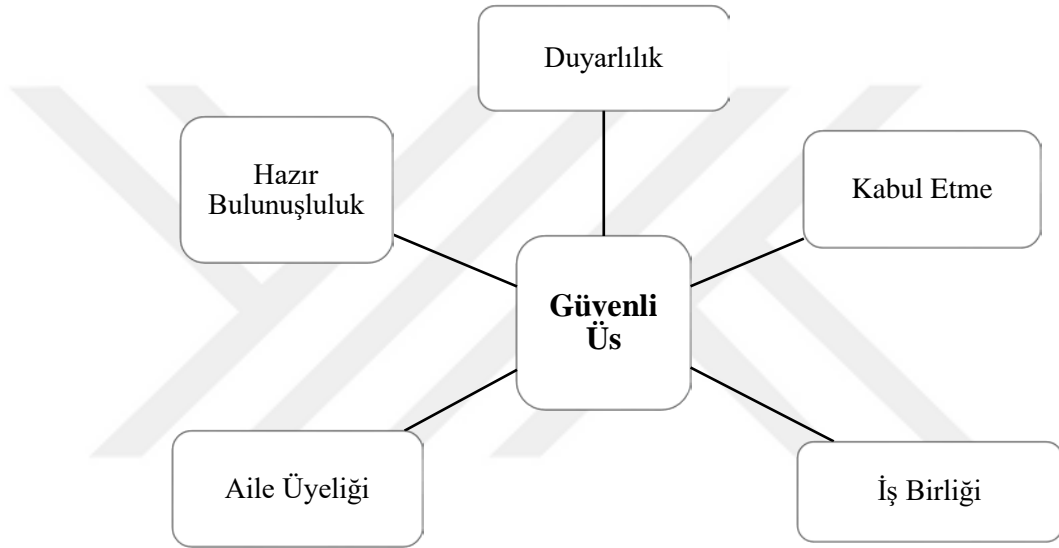 Duyarlılık
Hazır
Bulunuşluluk
Kabul Etme
Güvenli
Üs
Aile Üyeliği
İş Birliği